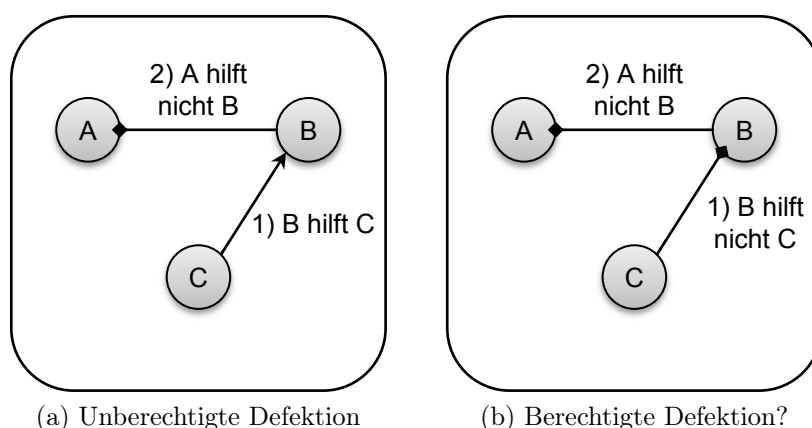 2) A hilft
nicht B
A
B
1) B hilft C
C
(a) Unberechtigte Defektion
2) A hilft
nicht B
A
B
1) B hilft
nicht C
C
(b) Berechtigte Defektion?